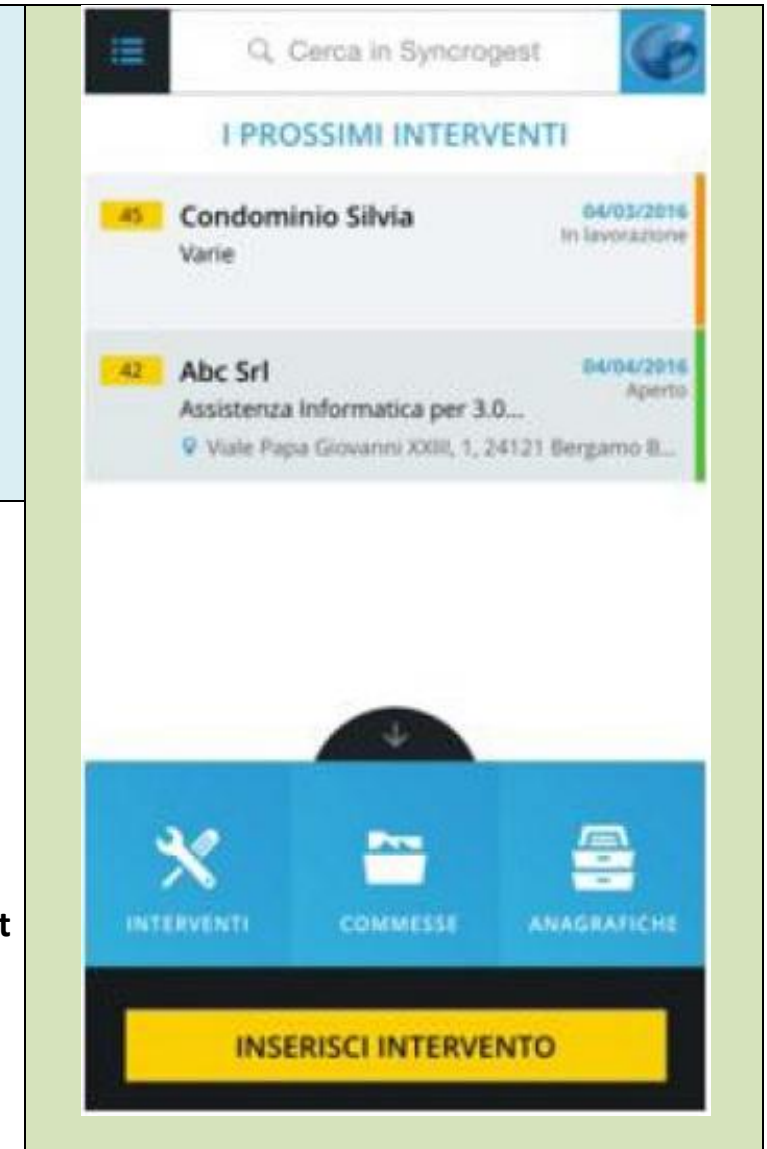 Cerca in Syncrogest
I PROSSIMI INTERVENTI
45 Condominio Silvia 04/03/2016
Varie In lavorazione
42 Abc Srl 04/04/2016
Aperto
Assistenza Informatica per 3.0...
Viale Papa Giovanni XXIII, 1, 24121 Bergamo B...
t
INTERVENTI COMMESSE ANAGRAFICHE
INSERISCI INTERVENTO